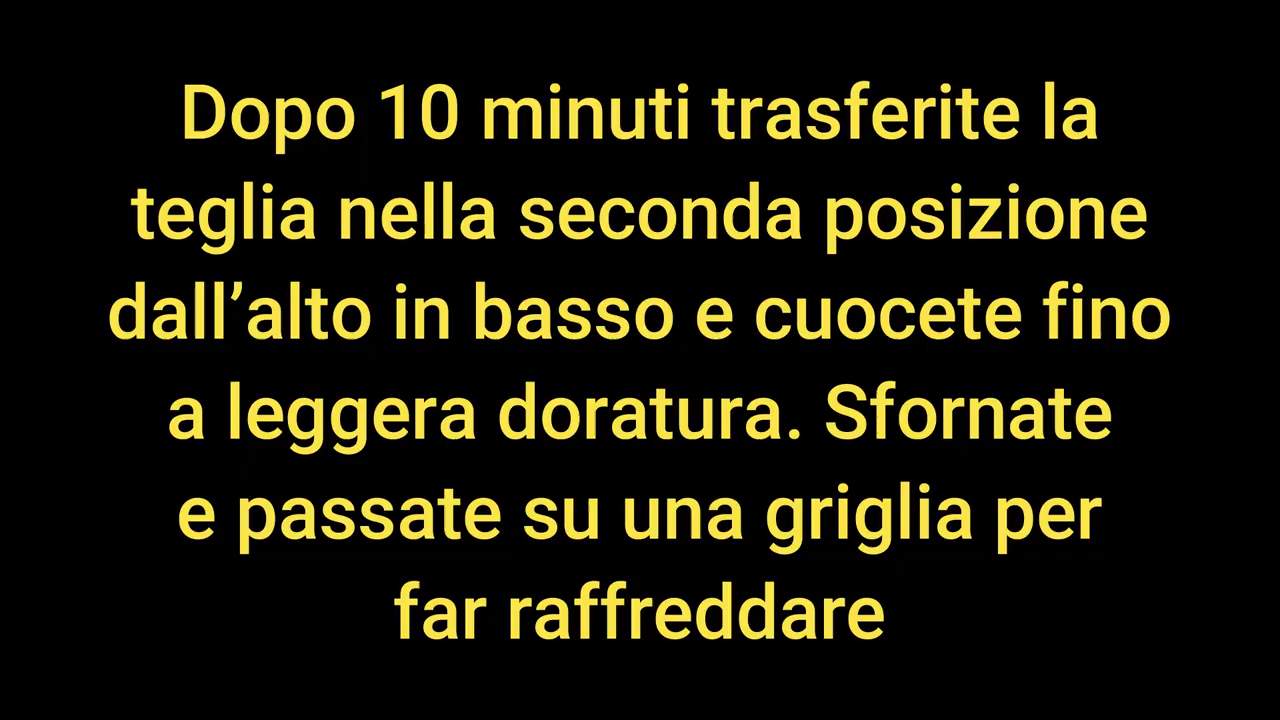 Dopo 10 minuti trasferite la
teglia nella seconda posizione
dall’alto in basso e cuocete fino
a leggera doratura. Sfornate
e passate su una griglia per
far raffreddare